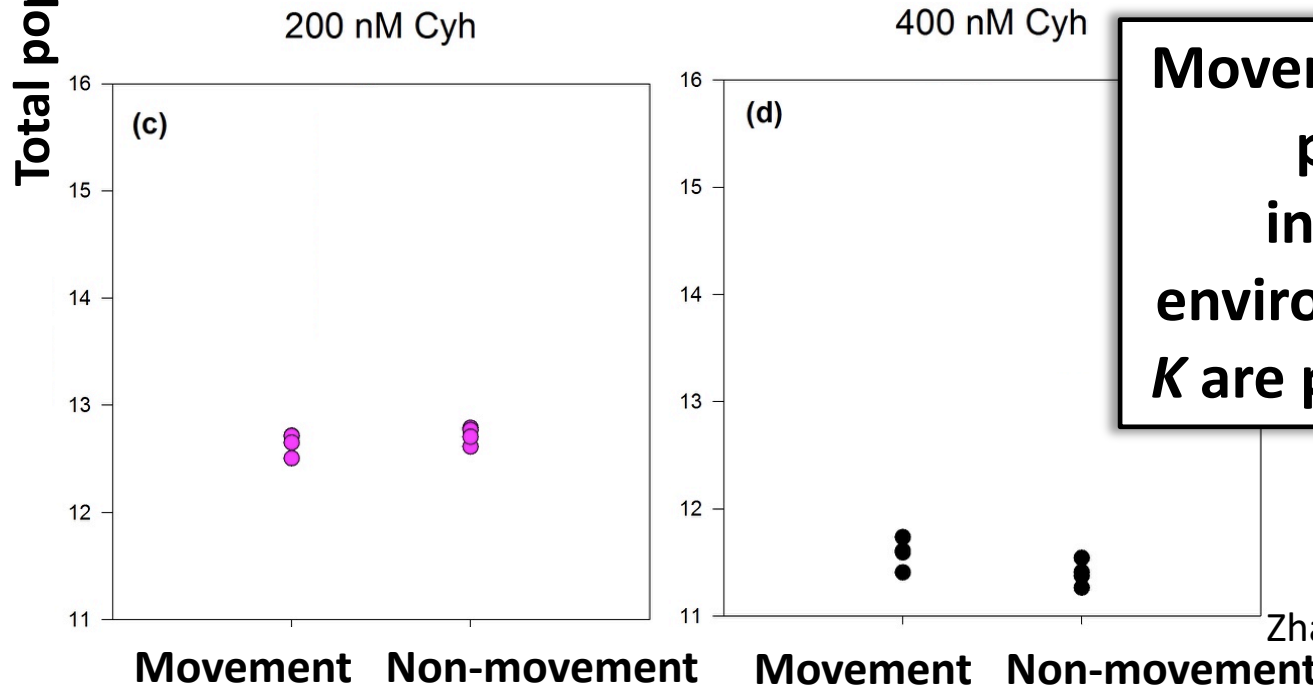 Total pop
200 nM Cyh
(c)
16
15
14
13
12
11
Movement Non-movement
400 nM Cyh
(d)
16
15
14
13
12
11
Movement Non-movement
Mover
p
in
enviro
K are p
Zha